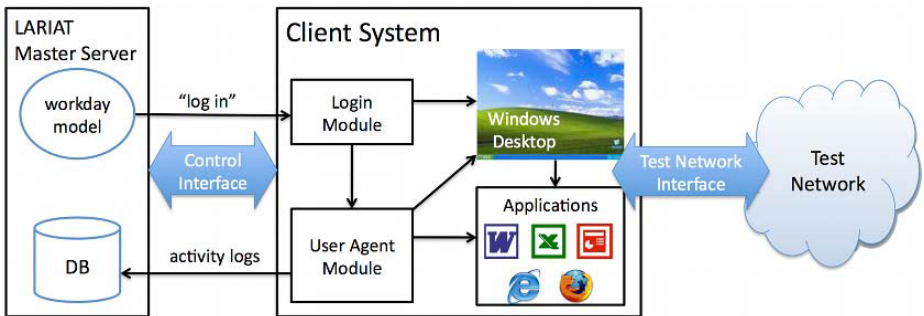 LARIAT
Master Server
workday
model
"log in"
Control
Interface
DB
activity logs
Client System
Login
Module
User Agent
Module
Windows
Desktop
Applications
W
X
Test Network
Interface
Test
Network